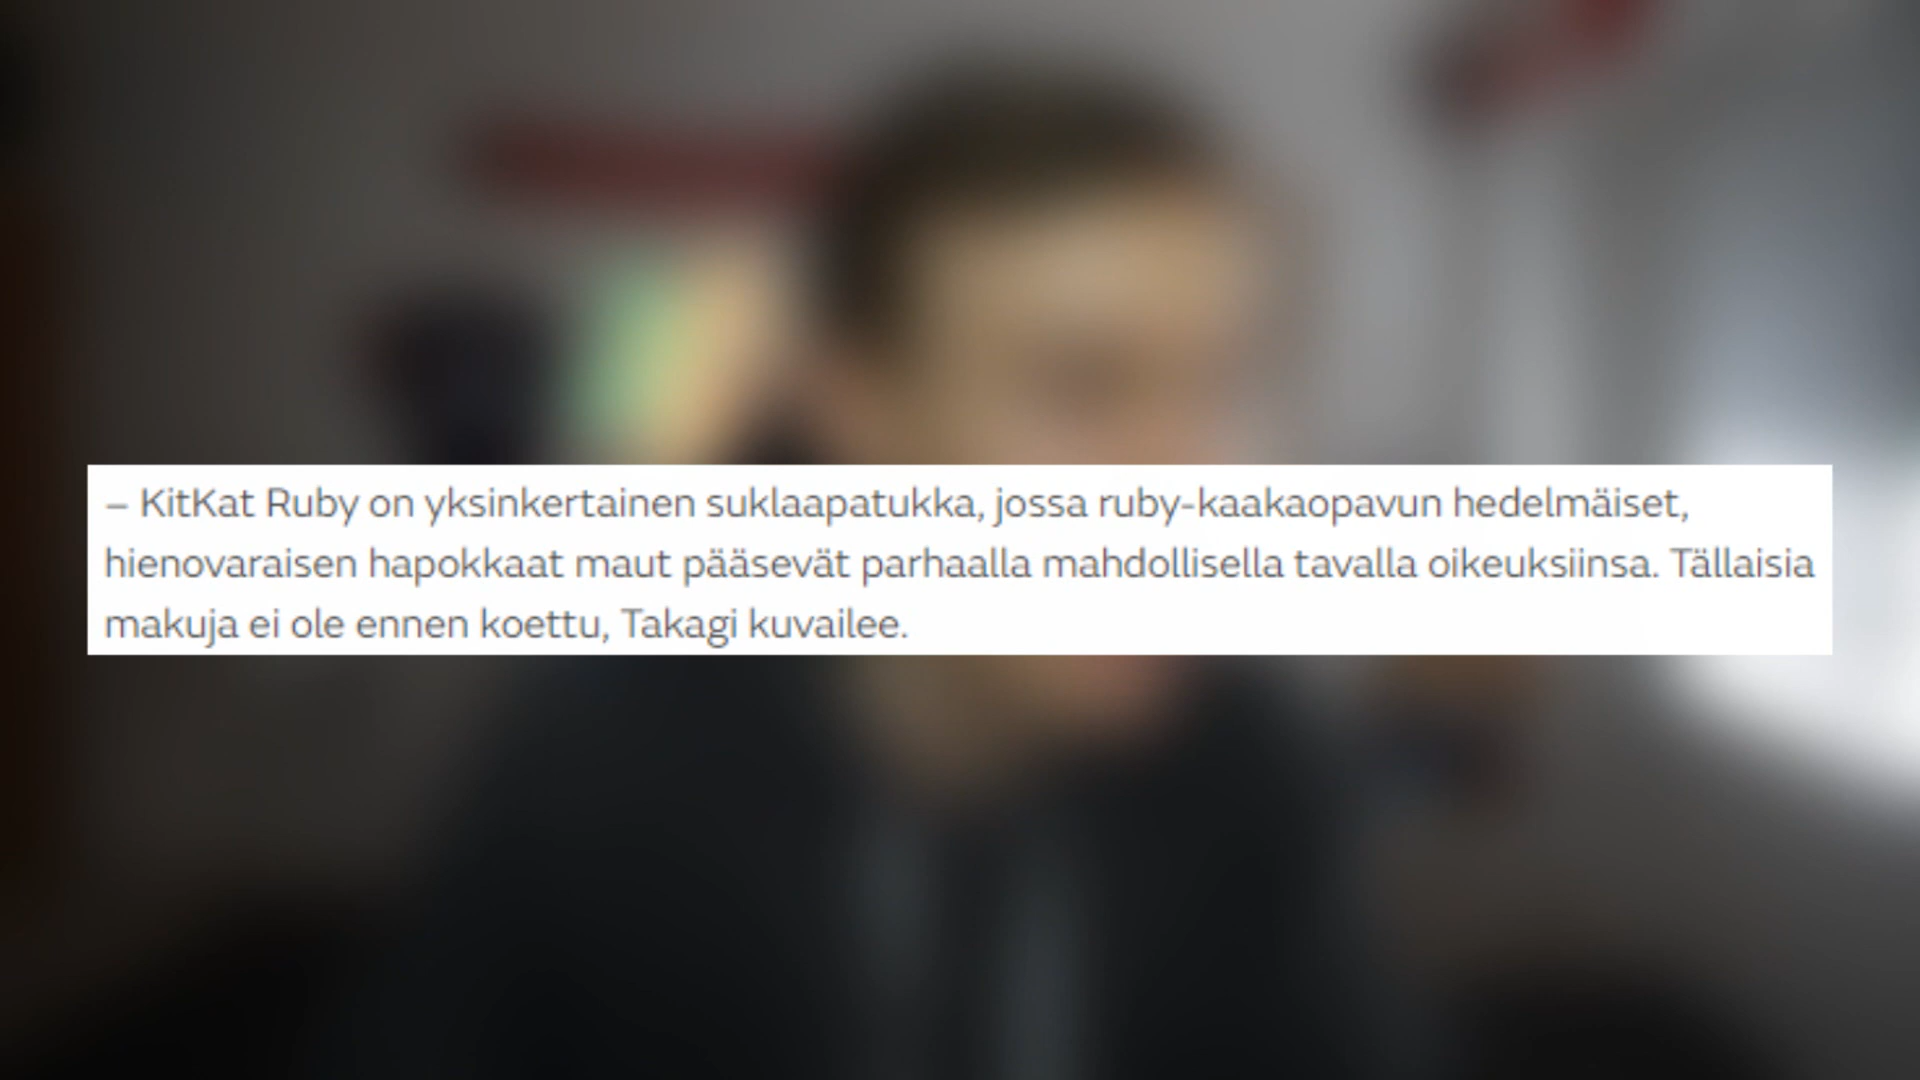 – KitKat Ruby on yksinkertainen suklaapatukka, jossa ruby-kaakaopavun hedelmäiset,
hienovaraisen hapokkaat maut pääsevät parhaalla mahdollisella tavalla oikeuksiinsa. Tällaisia
makuja ei ole ennen koettu, Takagi kuvailee.